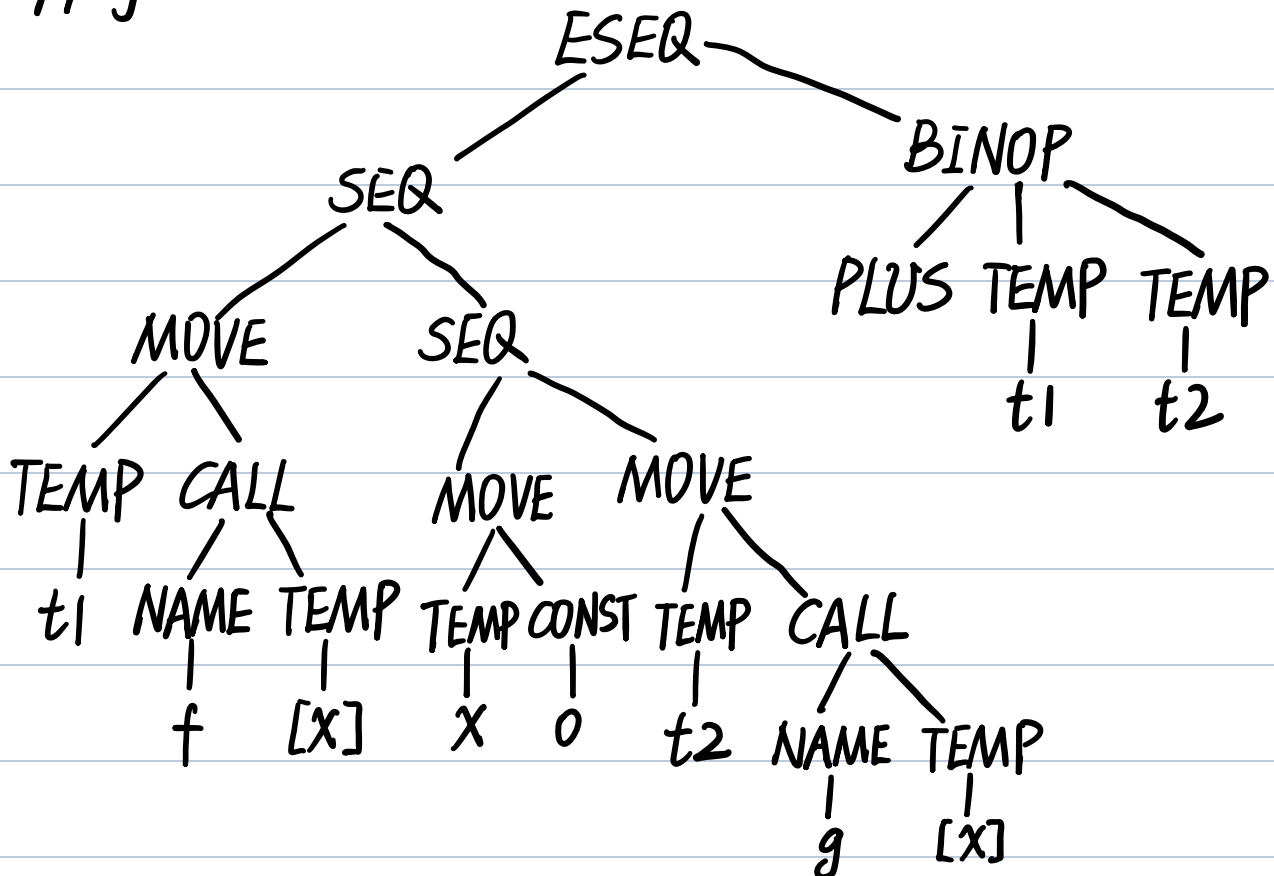 ESEQ
BINOP
SEQ
PLUS TEMP TEMP
MOVE SEQ
t1 t2
TEMP CALL MOVE MOVE
t1 NAME TEMP TEMP CONST TEMP CALL
f [X] X 0 t2 NAME TEMP
g [X]